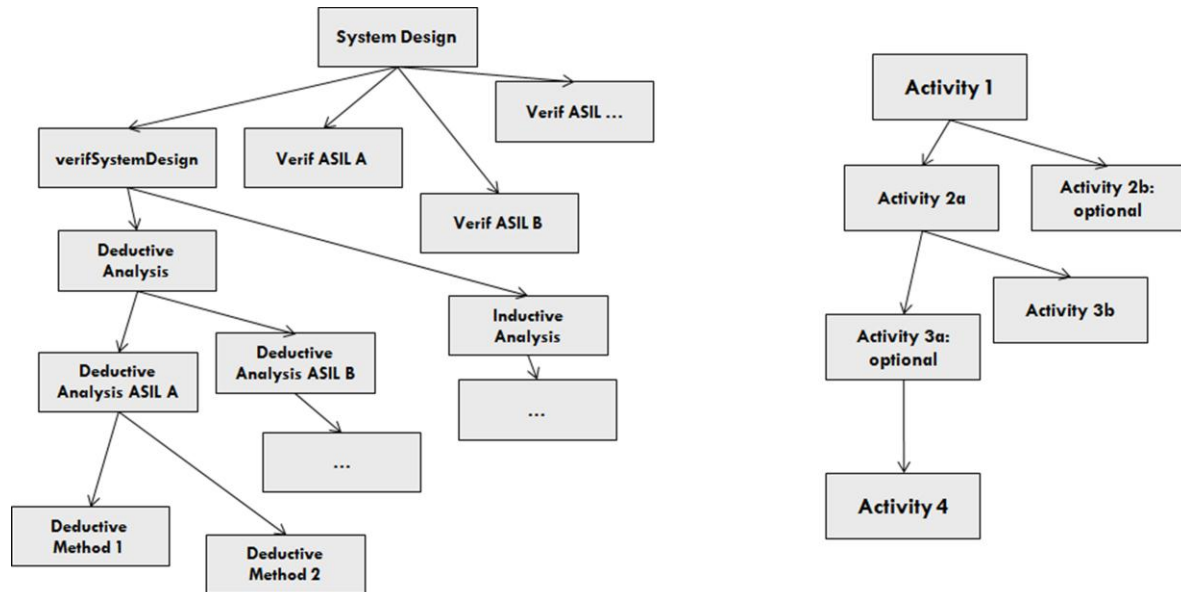 System Design
Verif ASIL ...
verifSystemDesign
Verif ASIL A
Verif ASIL B
Deductive
Analysis
Inductive
Analysis
Deductive
Analysis ASIL A
Deductive
Analysis ASIL B
...
...
Deductive
Method 1
Deductive
Method 2
Activity 1
Activity 2a
Activity 2b:
optional
Activity 3a:
optional
Activity 3b
Activity 4